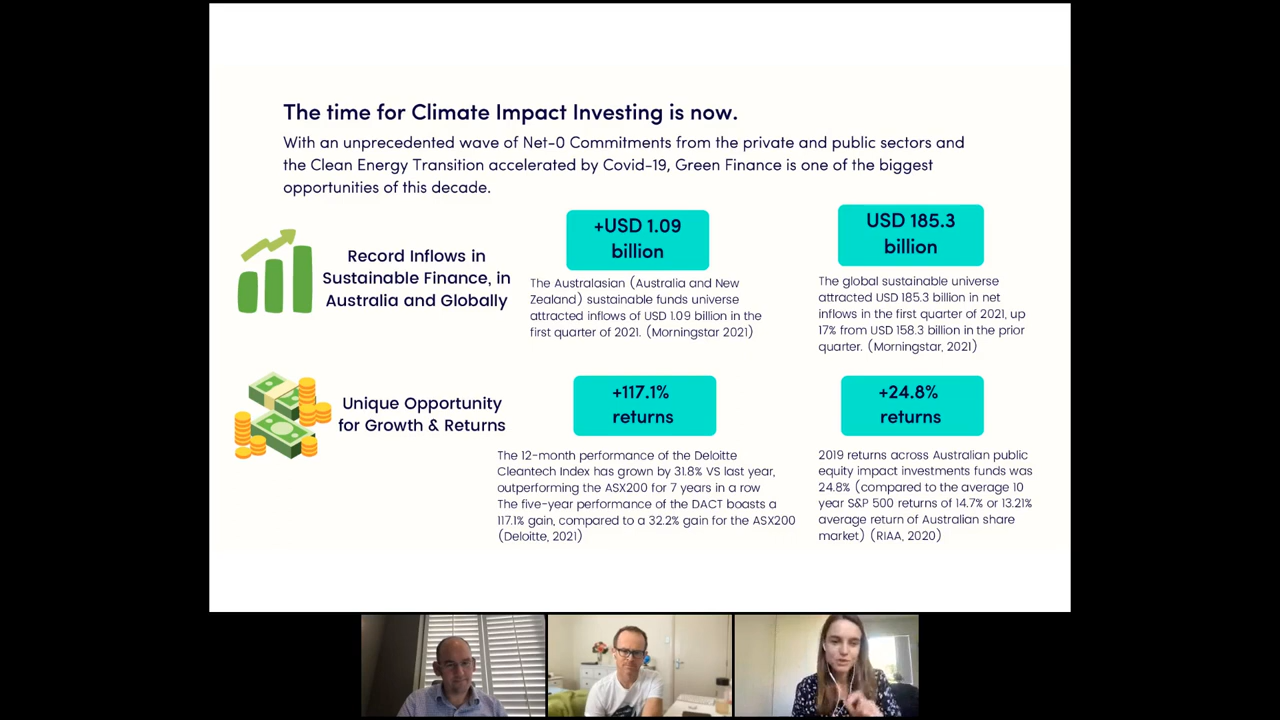 The time for Climate Impact Investing is now.
With an unprecedented wave of Net-0 Commitments from the private and public sectors and
the Clean Energy Transition accelerated by Covid-19, Green Finance is one of the biggest
opportunities of this decade.
Record Inflows in
Sustainable Finance, in
Australia and Globally
+USD 1.09
billion
The Australasian (Australia and New
Zealand) sustainable funds universe
attracted inflows of USD 1.09 billion in the
first quarter of 2021. (Morningstar 2021)
USD 185.3
billion
The global sustainable universe
attracted USD 185.3 billion in net
inflows in the first quarter of 2021, up
17% from USD 158.3 billion in the prior
quarter. (Morningstar, 2021)
Unique Opportunity
for Growth & Returns
+117.1%
returns
The 12-month performance of the Deloitte
Cleantech Index has grown by 31.8% VS last year,
outperforming the ASX200 for 7 years in a row
The five-year performance of the DACT boasts a
117.1% gain, compared to a 32.2% gain for the ASX200
(Deloitte, 2021)
+24.8%
returns
2019 returns across Australian public
equity impact investments funds was
24.8% (compared to the average 10
year S&P 500 returns of 14.7% or 13.21%
average return of Australian share
market) (RIAA, 2020)